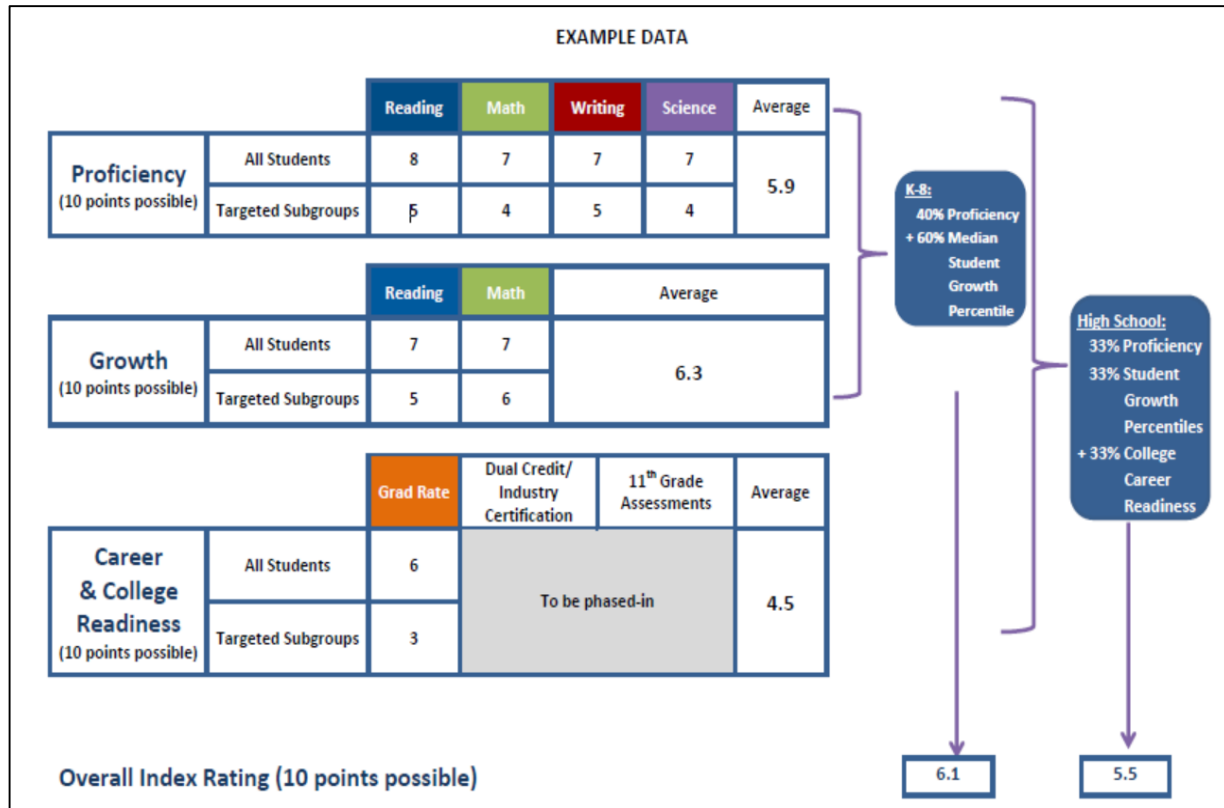 EXAMPLE DATA
Reading Math Writing Science Average
Proficiency
(10 points possible)
All Students 8 7 7 7
5.9
Targeted Subgroups 5 4 5 4
K-8:
40% Proficiency
+ 60% Median
Student
Growth
Percentile
Reading Math Average
Growth
(10 points possible)
All Students 7 7
6.3
Targeted Subgroups 5 6
High School:
33% Proficiency
33% Student
Growth
Percentiles
+ 33% College
Career
Readiness
Grad Rate
Dual Credit/
Industry
Certification
11th Grade
Assessments
Average
Career
& College
Readiness
(10 points possible)
All Students 6
To be phased-in
4.5
Targeted Subgroups 3
Overall Index Rating (10 points possible)
6.1
5.5